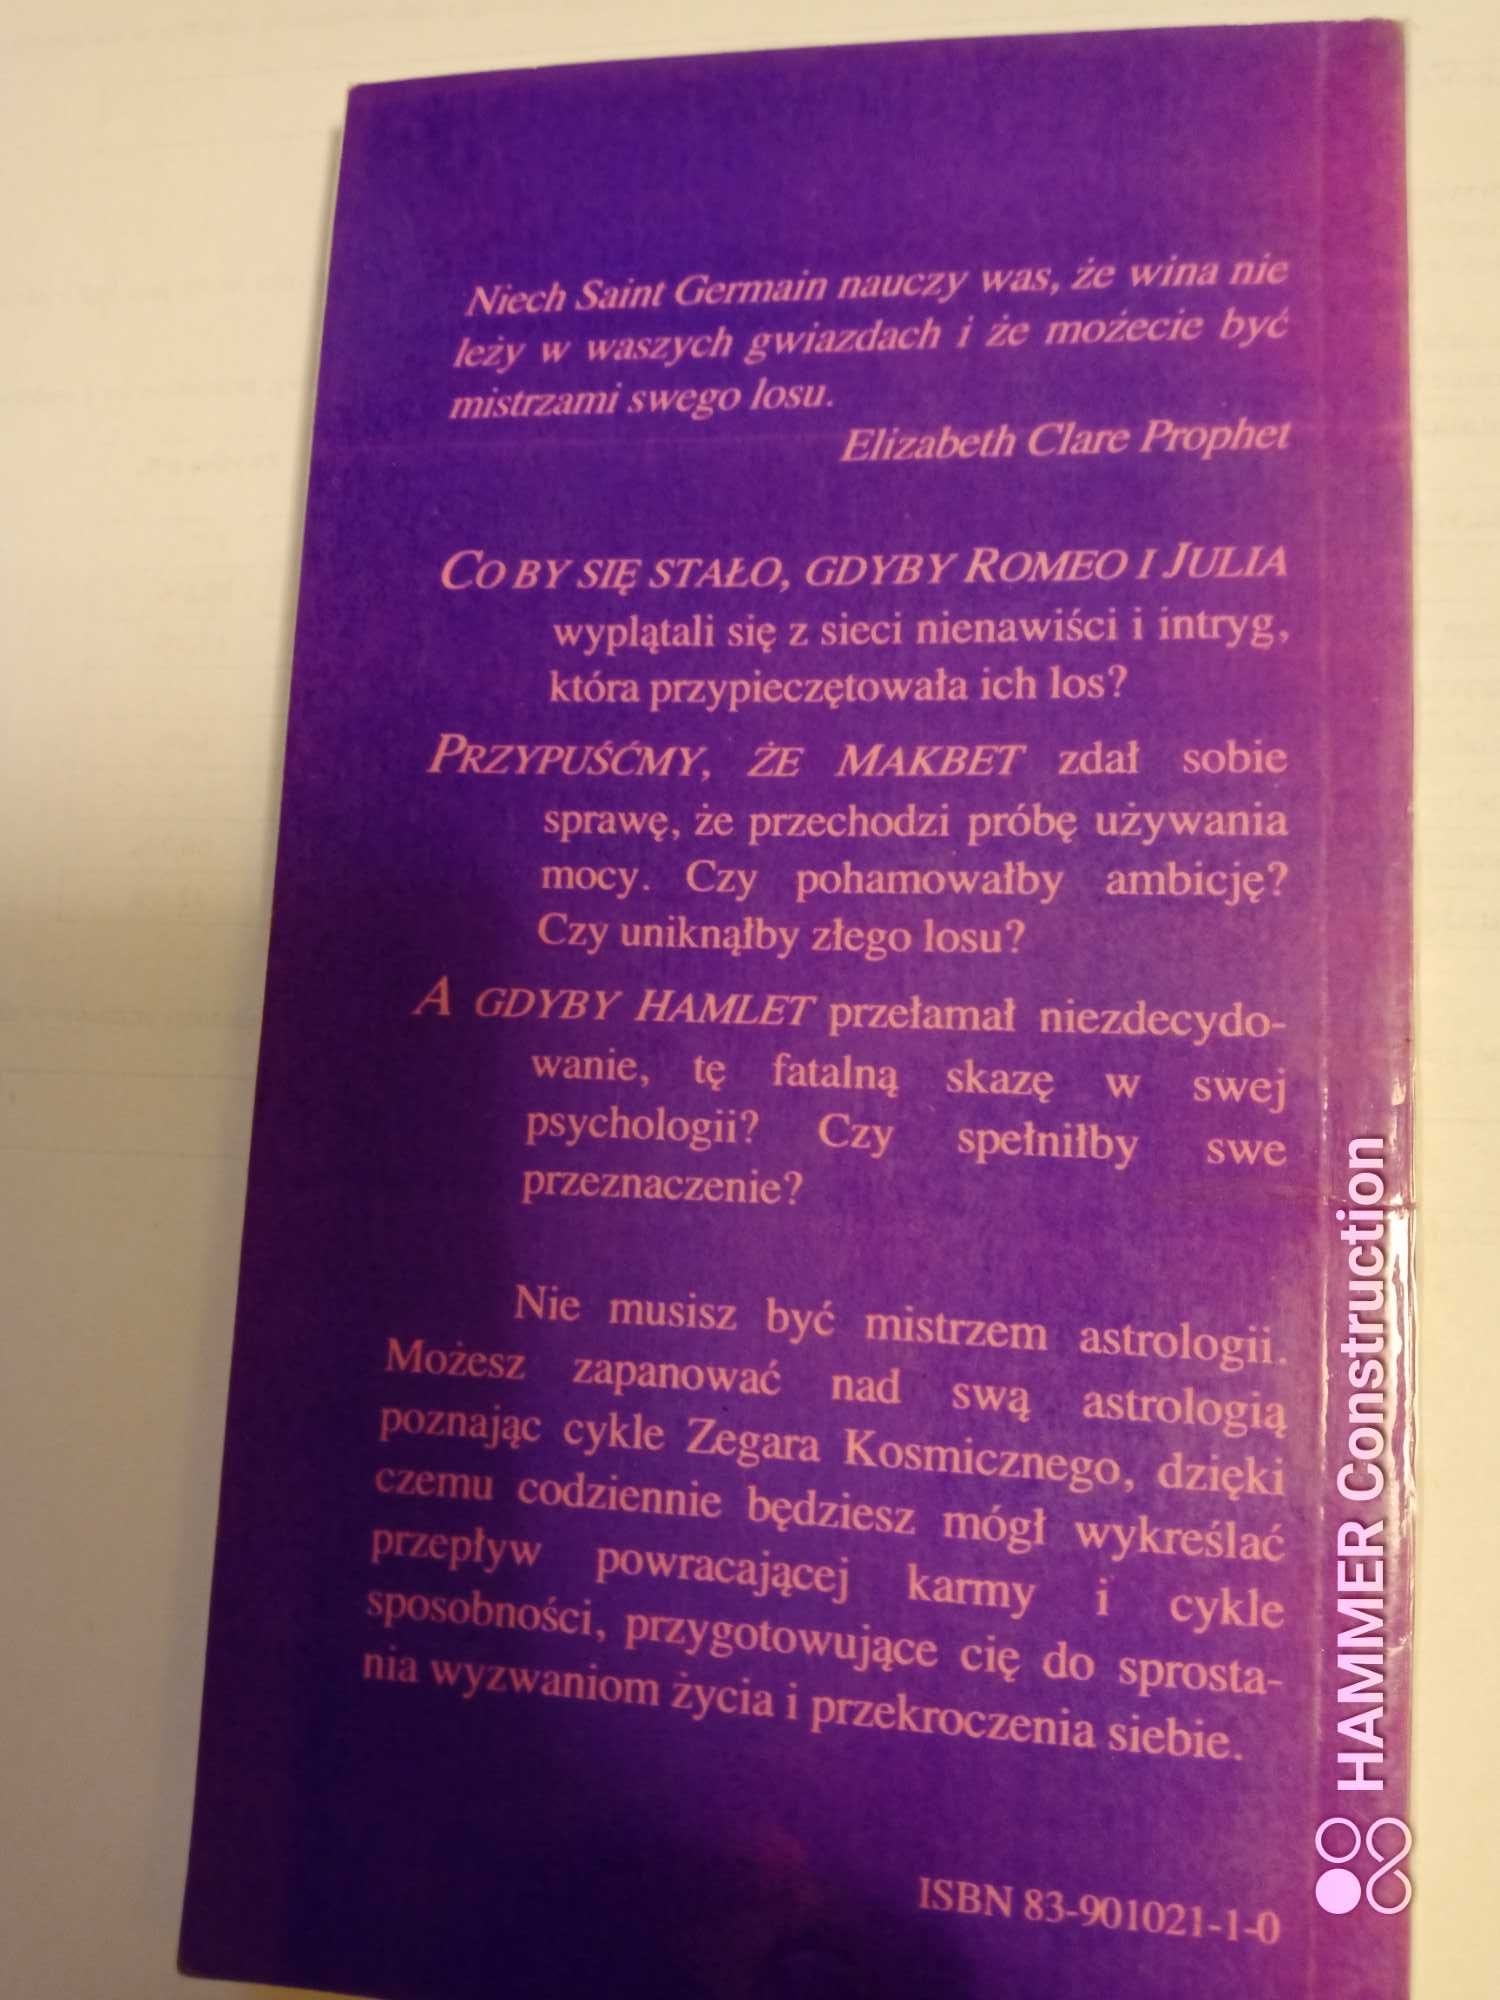 Niech Saint Germain nauczy was, że wina nie
leży w waszych gwiazdach i że możecie być
mistrzami swego losu.
Elizabeth Clare Prophet
CO BY SIĘ STAŁO, GDYBY ROMEO I JULIA
wyplątali się z sieci nienawiści i intryg,
która przypieczętowała ich los?
PRZYPUŚĆMY, ŻE MAKBET zdał sobie
sprawę, że przechodzi próbę używania
mocy. Czy pohamowałby ambicję?
Czy uniknąłby złego losu?
A GDYBY HAMLET przełamał niezdecydo-
wanie, tę fatalną skazę w swej
psychologii? Czy spełniłby swe
przeznaczenie?
Nie musisz być mistrzem astrologii.
Możesz zapanować nad swą astrologią
poznając cykle Zegara Kosmicznego, dzięki
czemu codziennie będziesz mógł wykreślać
przepływ powracającej karmy i cykle
sposobności, przygotowujące cię do sprosta-
nia wyzwaniom życia i przekroczenia siebie.
ISBN 83-901021-1-0
HAMMER Construction